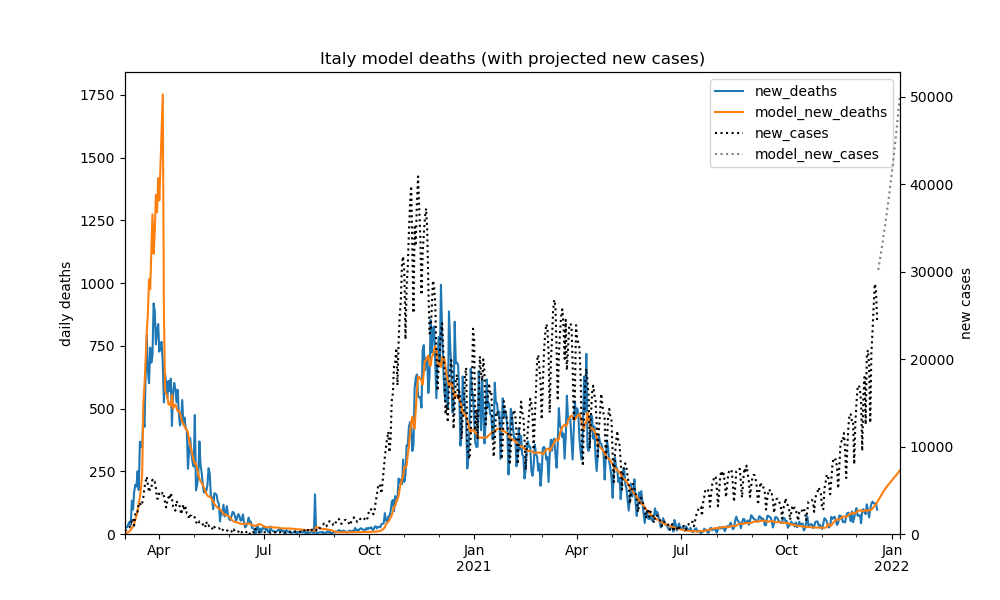 Italy model deaths (with projected new cases)
new_deaths
model_new_deaths
new_cases
model_new_cases
daily deaths
1750
1500
1250
1000
750
500
250
0
50000
40000
30000
20000
10000
0
new cases
Apr Jul Oct Jan Apr Jul Oct Jan
2021 2022